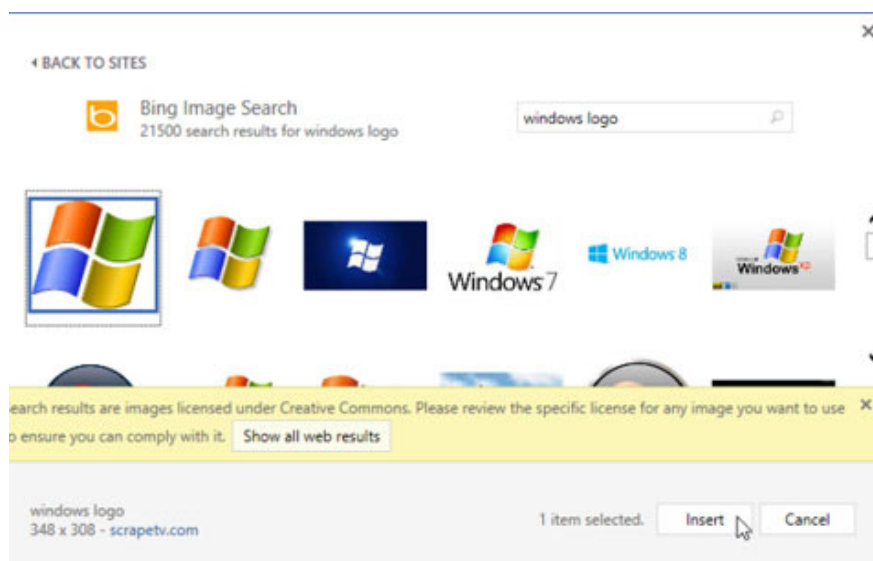 BACK TO SITES
Bing Image Search
21500 search results for windows logo
windows logo
Windows 7
Windows 8
Windows XP
earch results are images licensed under Creative Commons. Please review the specific license for any image you want to use
o ensure you can comply with it. Show all web results
windows logo
348 x 308 - scrapetv.com
1 item selected. Insert Cancel